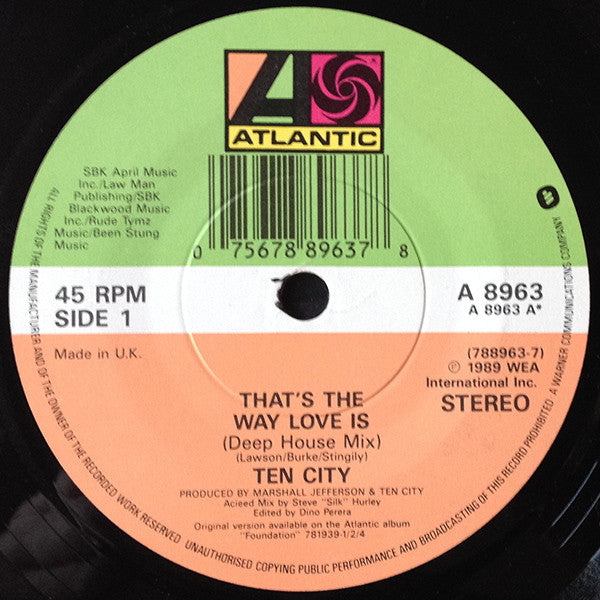 ATLANTIC
SBK April Music
Inc./Law Man
Publishing/SBK
Blackwood Music
Inc./Rude Tymz
Music/Been Stung
Music
0 75678 89637 8
45 RPM
SIDE 1
A 8963
A 8963 A*
Made in U.K.
(788963-7)
℗ 1989 WEA
International Inc.
STEREO
THAT'S THE
WAY LOVE IS
(Deep House Mix)
(Lawson/Burke/Stingily)
TEN CITY
PRODUCED BY MARSHALL JEFFERSON & TEN CITY
Acieed Mix by Steve "Silk" Hurley
Edited by Dino Perera
Original version available on the Atlantic album
"Foundation" 781939-1/2/4
ALL RIGHTS OF THE MANUFACTURER AND OF THE OWNER OF THE RECORDED WORK RESERVED. UNAUTHORISED COPYING PUBLIC PERFORMANCE AND BROADCASTING OF THIS RECORD PROHIBITED. A WARNER COMMUNICATIONS COMPANY